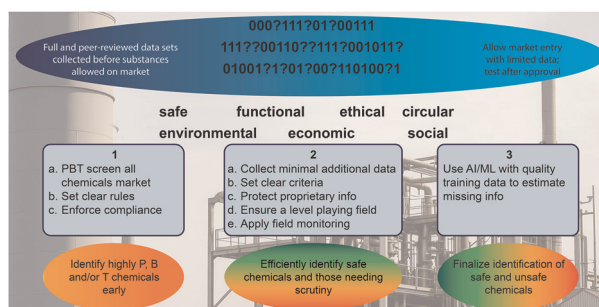 Full and peer-reviewed data sets
collected before substances
allowed on market
000?111?01?00111
111??00110??111?001011?
01001?1?01?00?110100?1
Allow market entry
with limited data;
test after approval
safe functional ethical circular
environmental economic social
1
a. PBT screen all
chemicals market
b. Set clear rules
c. Enforce compliance
2
a. Collect minimal additional data
b. Set clear criteria
c. Protect proprietary info
d. Ensure a level playing field
e. Apply field monitoring
3
Use AI/ML with quality
training data to estimate
missing info
Identify highly P, B
and/or T chemicals
early
Efficiently identify safe
chemicals and those needing
scrutiny
Finalize identification of
safe and unsafe
chemicals